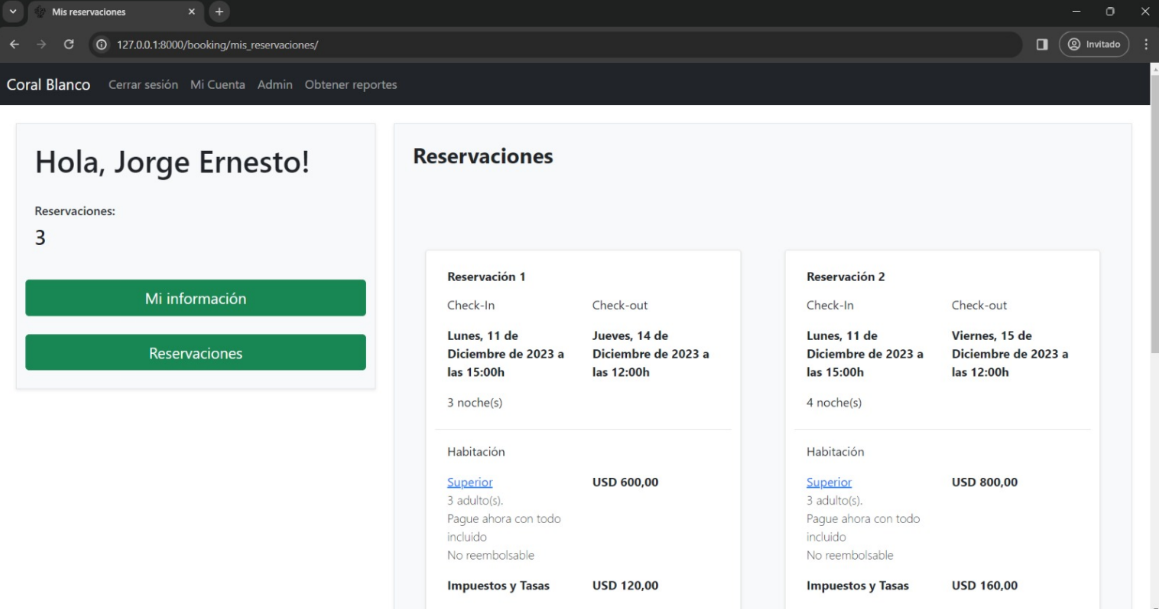 Mis reservaciones
127.0.0.1:8000/booking/mis_reservaciones/
Invitado
Coral Blanco Cerrar sesión Mi Cuenta Admin Obtener reportes
Hola, Jorge Ernesto!
Reservaciones:
3
Mi información
Reservaciones
Reservaciones
Reservación 1
Check-In Check-out
Lunes, 11 de Jueves, 14 de
Diciembre de 2023 a Diciembre de 2023 a
las 15:00h las 12:00h
3 noche(s)
Habitación
Superior USD 600,00
3 adulto(s).
Pague ahora con todo
incluido
No reembolsable
Impuestos y Tasas USD 120,00
Reservación 2
Check-In Check-out
Lunes, 11 de Viernes, 15 de
Diciembre de 2023 a Diciembre de 2023 a
las 15:00h las 12:00h
4 noche(s)
Habitación
Superior USD 800,00
3 adulto(s).
Pague ahora con todo
incluido
No reembolsable
Impuestos y Tasas USD 160,00